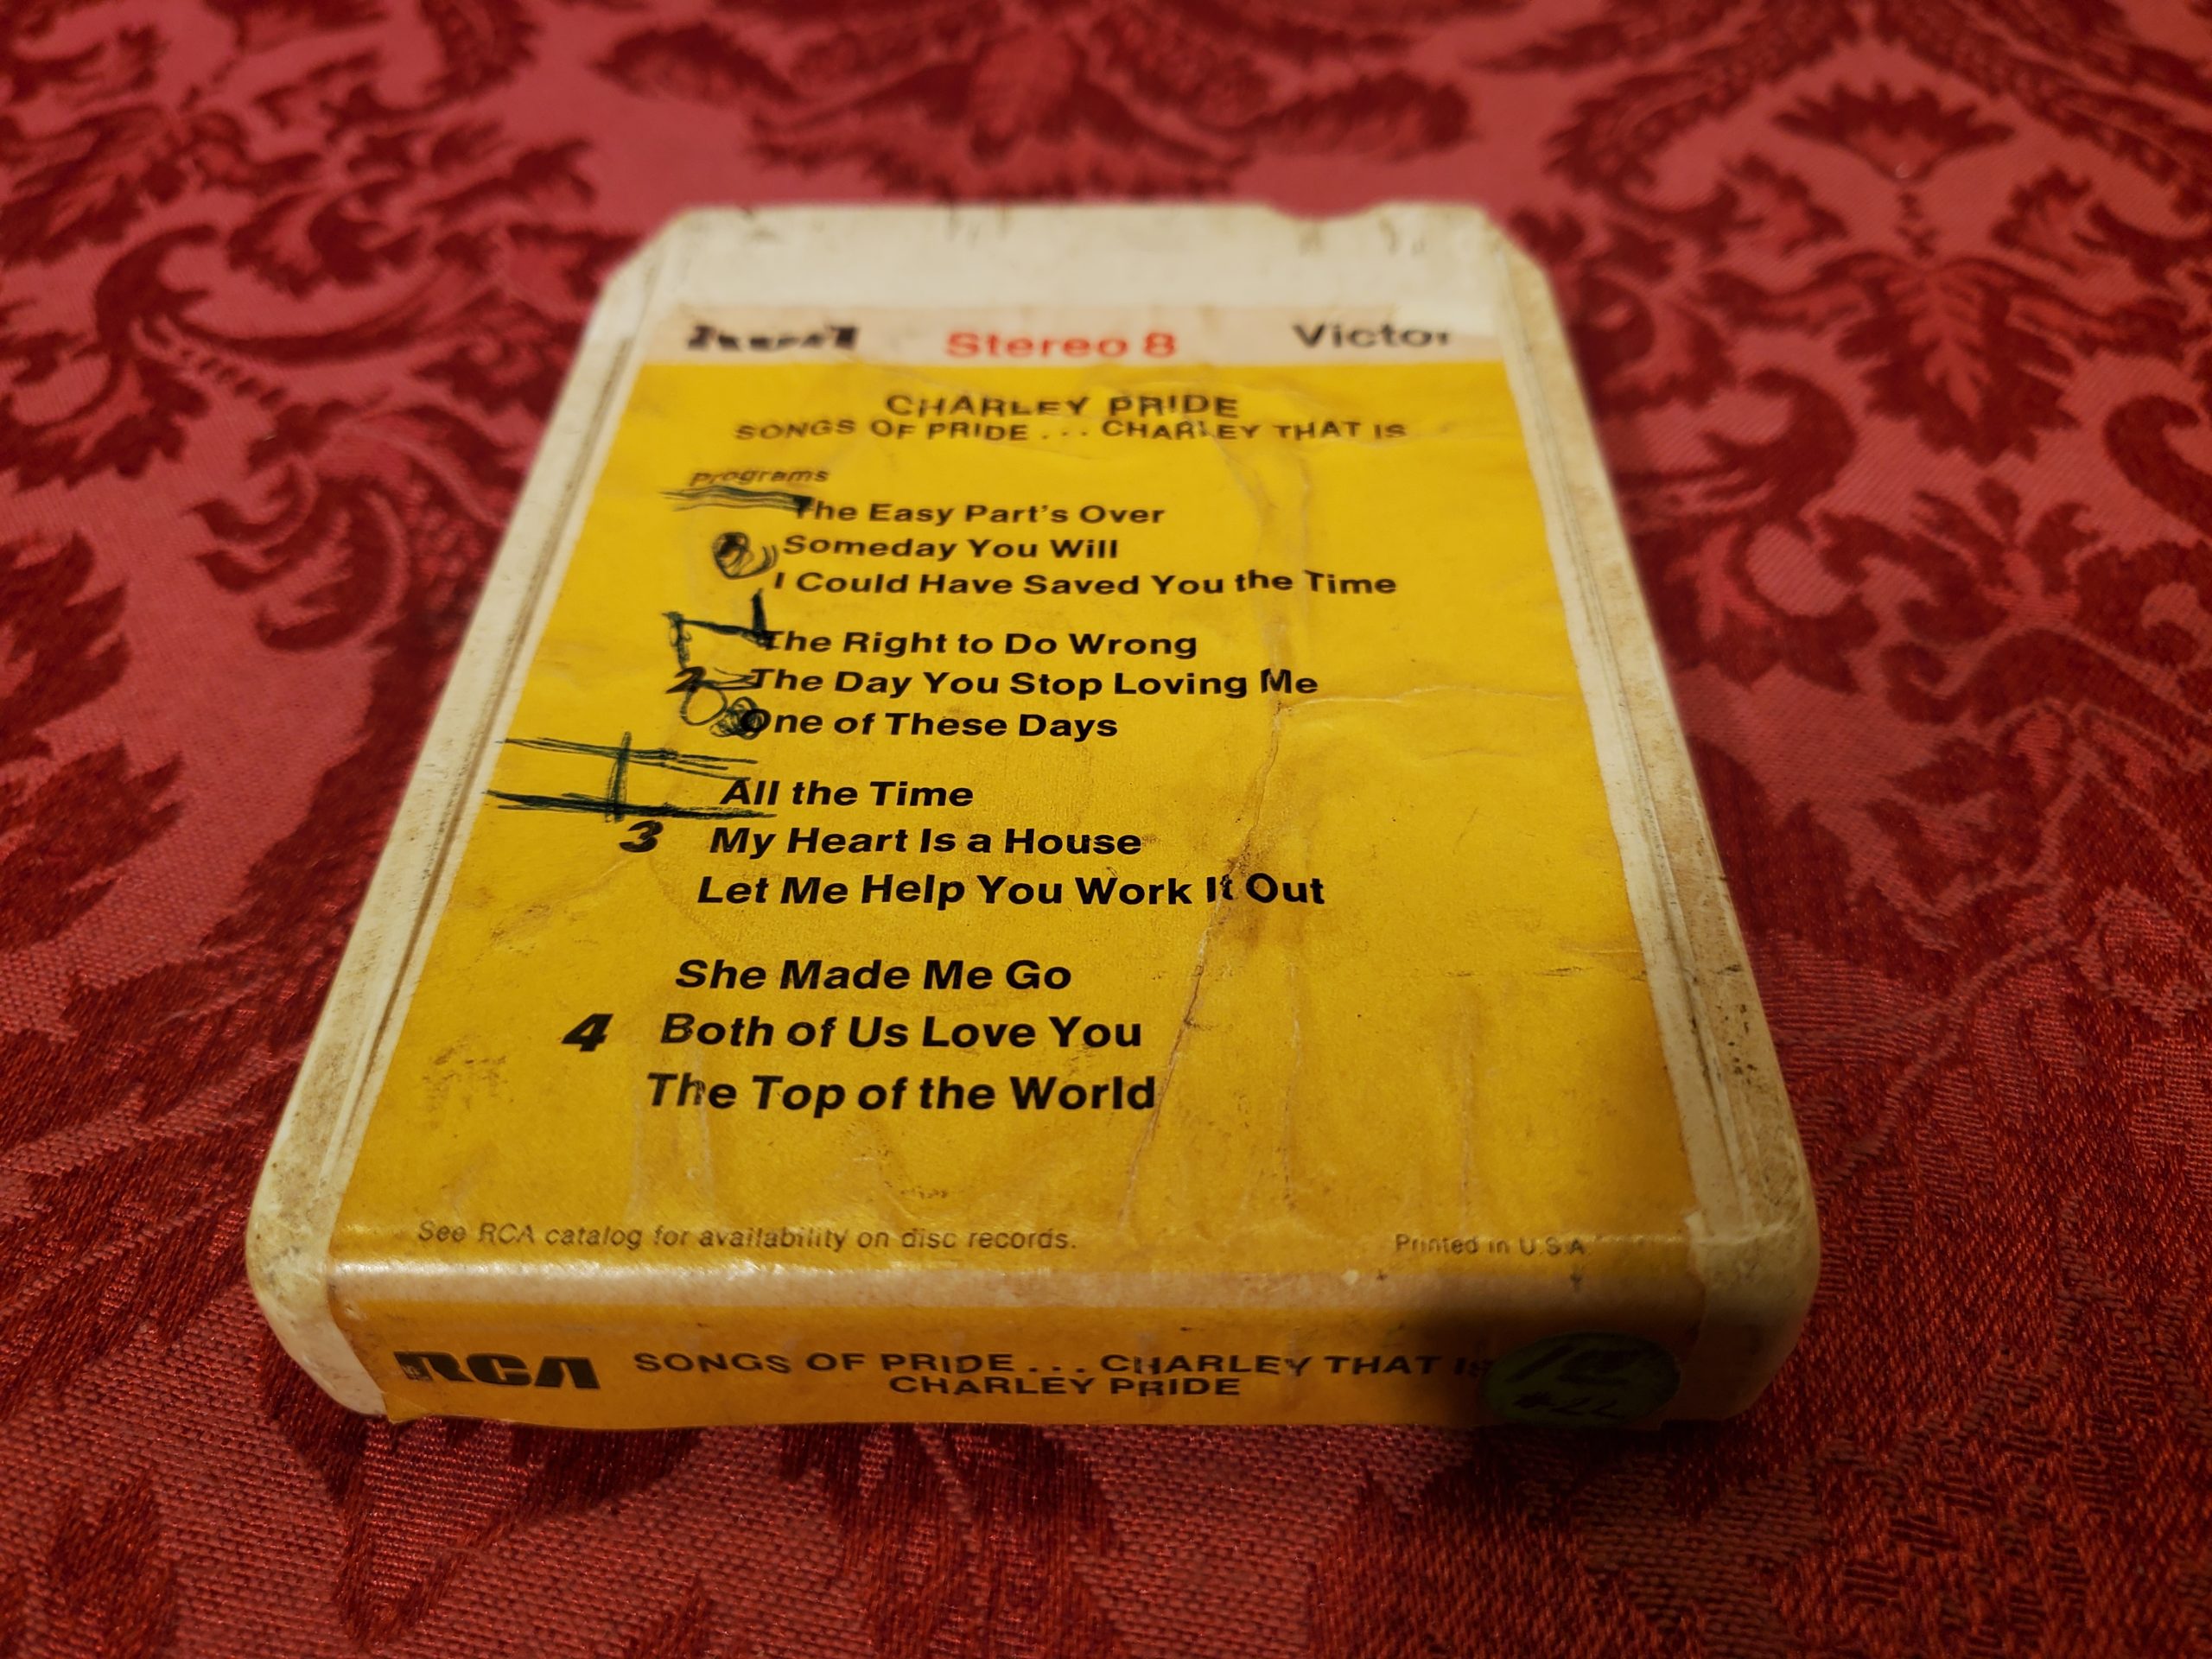 RCA Stereo 8 Victor
CHARLEY PRIDE
SONGS OF PRIDE . . . CHARLEY THAT IS
programs
The Easy Part's Over
Someday You Will
I Could Have Saved You the Time
The Right to Do Wrong
2 The Day You Stop Loving Me
One of These Days
All the Time
3 My Heart Is a House
Let Me Help You Work It Out
She Made Me Go
4 Both of Us Love You
The Top of the World
See RCA catalog for availability on disc records. Printed in U.S.A.
RCA SONGS OF PRIDE . . . CHARLEY THAT IS
CHARLEY PRIDE
#22